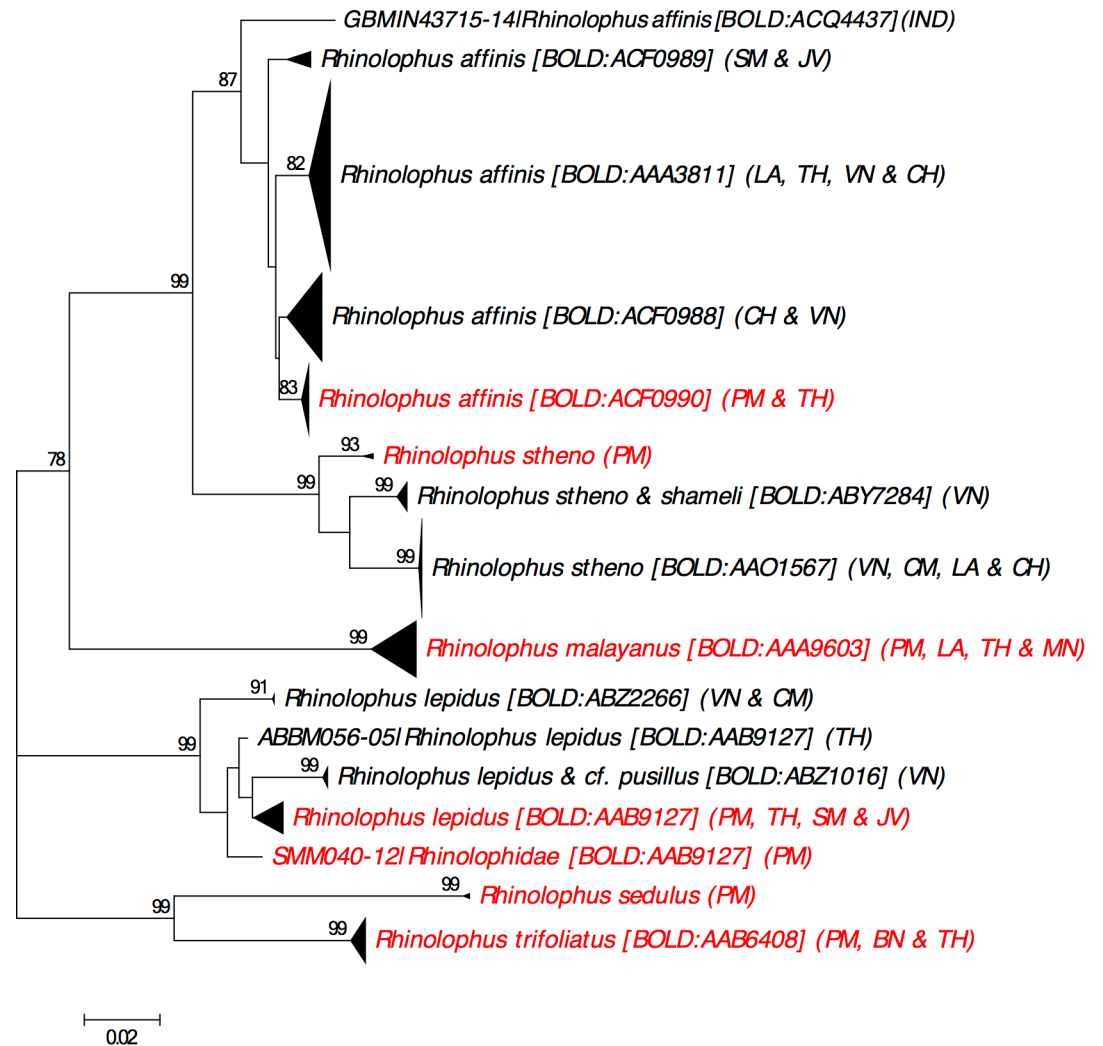 GBMIN43715-14|Rhinolophus affinis [BOLD:ACQ4437] (IND)
Rhinolophus affinis [BOLD:ACF0989] (SM & JV)
87
82
Rhinolophus affinis [BOLD:AAA3811] (LA, TH, VN & CH)
99
Rhinolophus affinis [BOLD:ACF0988] (CH & VN)
83
Rhinolophus affinis [BOLD:ACF0990] (PM & TH)
78
93
Rhinolophus stheno (PM)
99
99
Rhinolophus stheno & shameli [BOLD:ABY7284] (VN)
99
Rhinolophus stheno [BOLD:AAO1567] (VN, CM, LA & CH)
99
Rhinolophus malayanus [BOLD:AAA9603] (PM, LA, TH & MN)
91
Rhinolophus lepidus [BOLD:ABZ2266] (VN & CM)
99
ABBM056-05| Rhinolophus lepidus [BOLD:AAB9127] (TH)
99
Rhinolophus lepidus & cf. pusillus [BOLD:ABZ1016] (VN)
Rhinolophus lepidus [BOLD:AAB9127] (PM, TH, SM & JV)
SMM040-12| Rhinolophidae [BOLD:AAB9127] (PM)
99
Rhinolophus sedulus (PM)
99
99
Rhinolophus trifoliatus [BOLD:AAB6408] (PM, BN & TH)
0.02